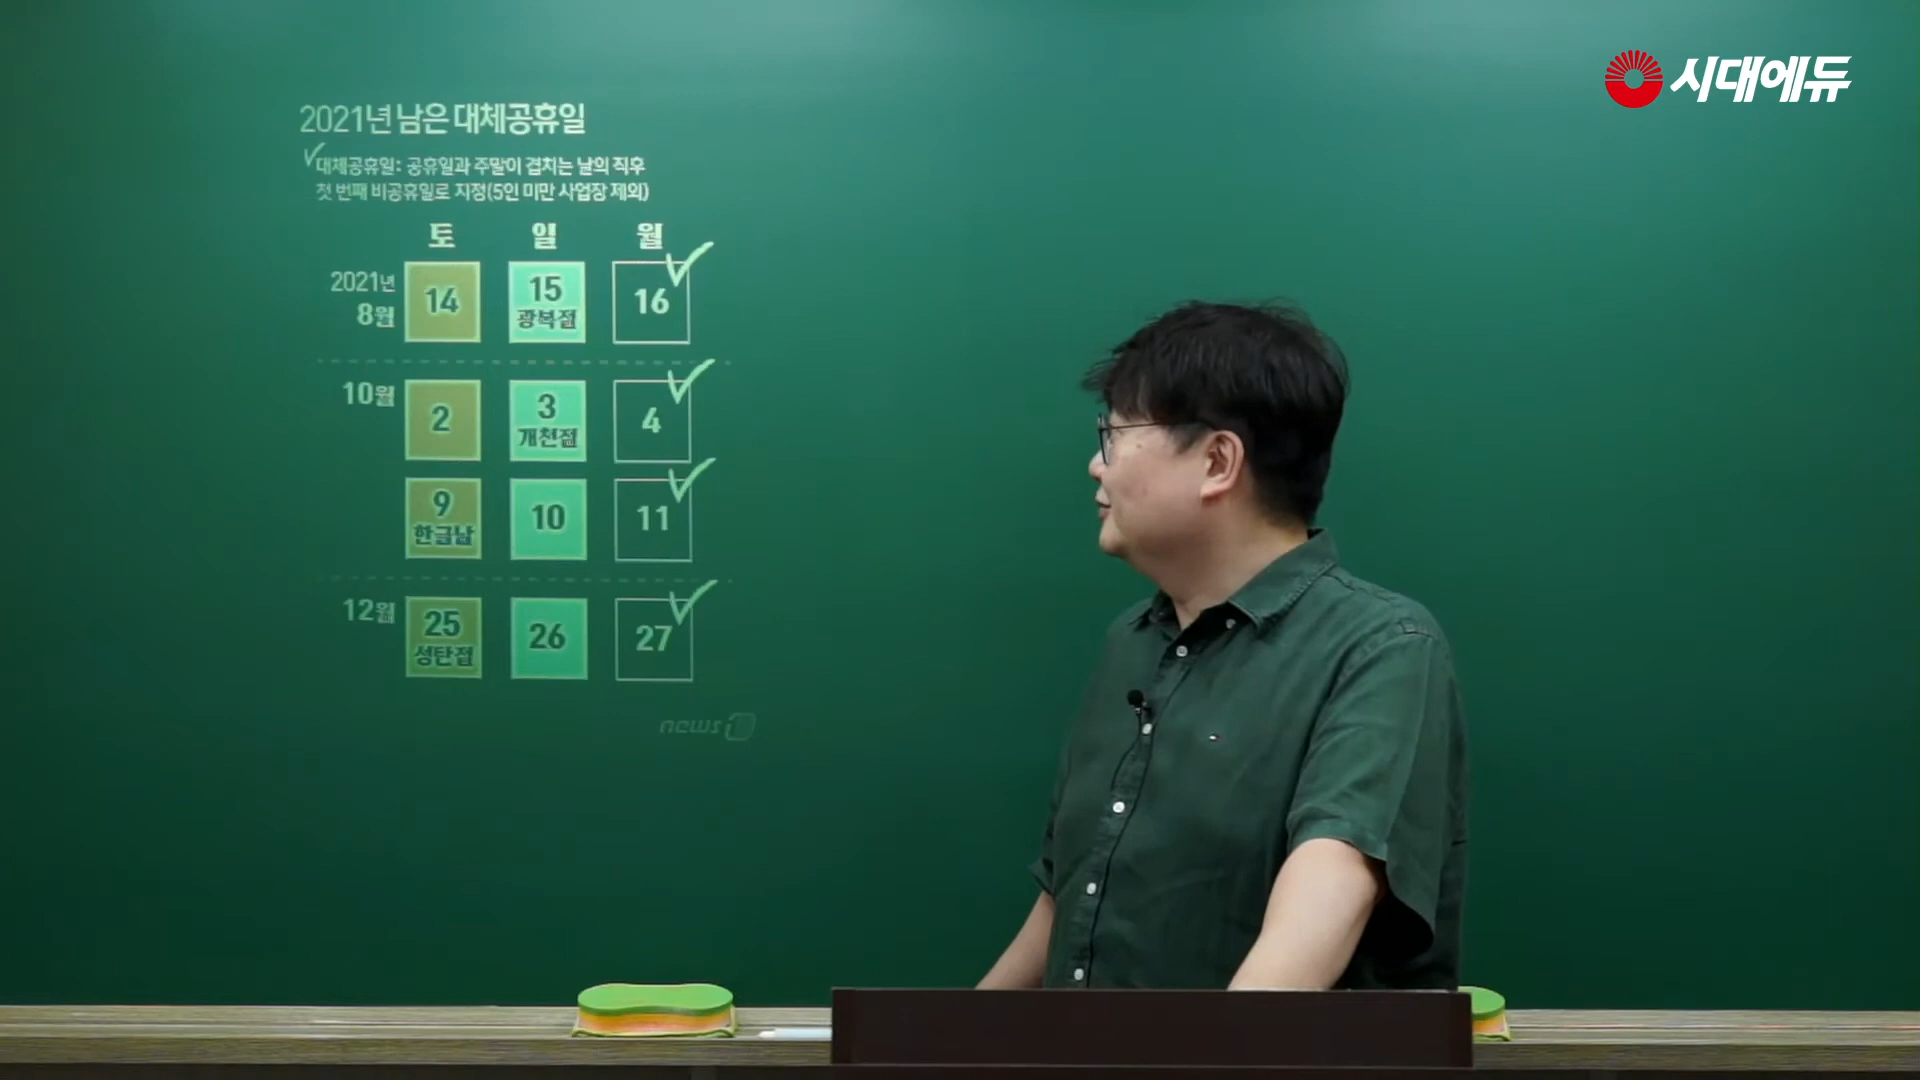 시대에듀
2021년 남은 대체공휴일
대체공휴일: 공휴일과 주말이 겹치는 날의 직후
첫 번째 비공휴일로 지정(5인 미만 사업장 제외)
토 일 월
2021년
8월
14
15
광복절
16
10월
2
3
개천절
4
9
한글날
10
11
12월
25
성탄절
26
27
news1